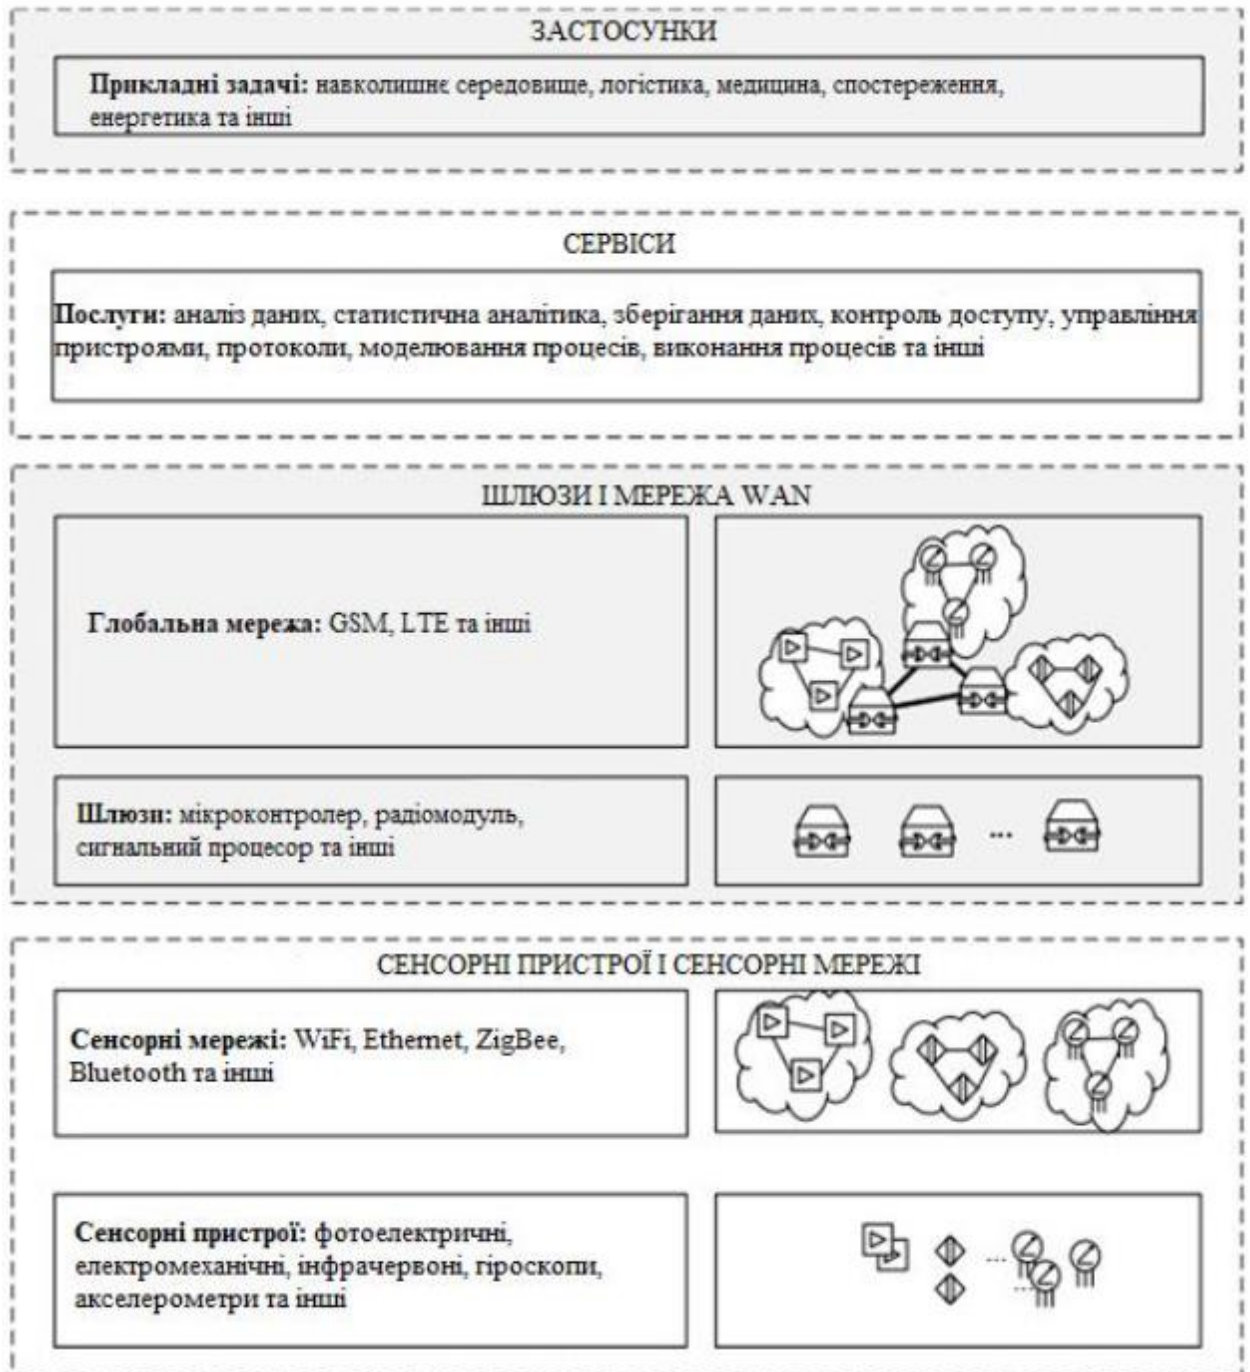 ЗАСТОСУНКИ
Прикладні задачі: навколишнє середовище, логістика, медицина, спостереження,
енергетика та інші
СЕРВІСИ
Послуги: аналіз даних, статистична аналітика, зберігання даних, контроль доступу, управління
пристроями, протоколи, моделювання процесів, виконання процесів та інші
ШЛЮЗИ І МЕРЕЖА WAN
Глобальна мережа: GSM, LTE та інші
Шлюзи: мікроконтролер, радіомодуль,
сигнальний процесор та інші
...
СЕНСОРНІ ПРИСТРОЇ І СЕНСОРНІ МЕРЕЖІ
Сенсорні мережі: WiFi, Ethernet, ZigBee,
Bluetooth та інші
Сенсорні пристрої: фотоелектричні,
електромеханічні, інфрачервоні, гіроскопи,
акселерометри та інші